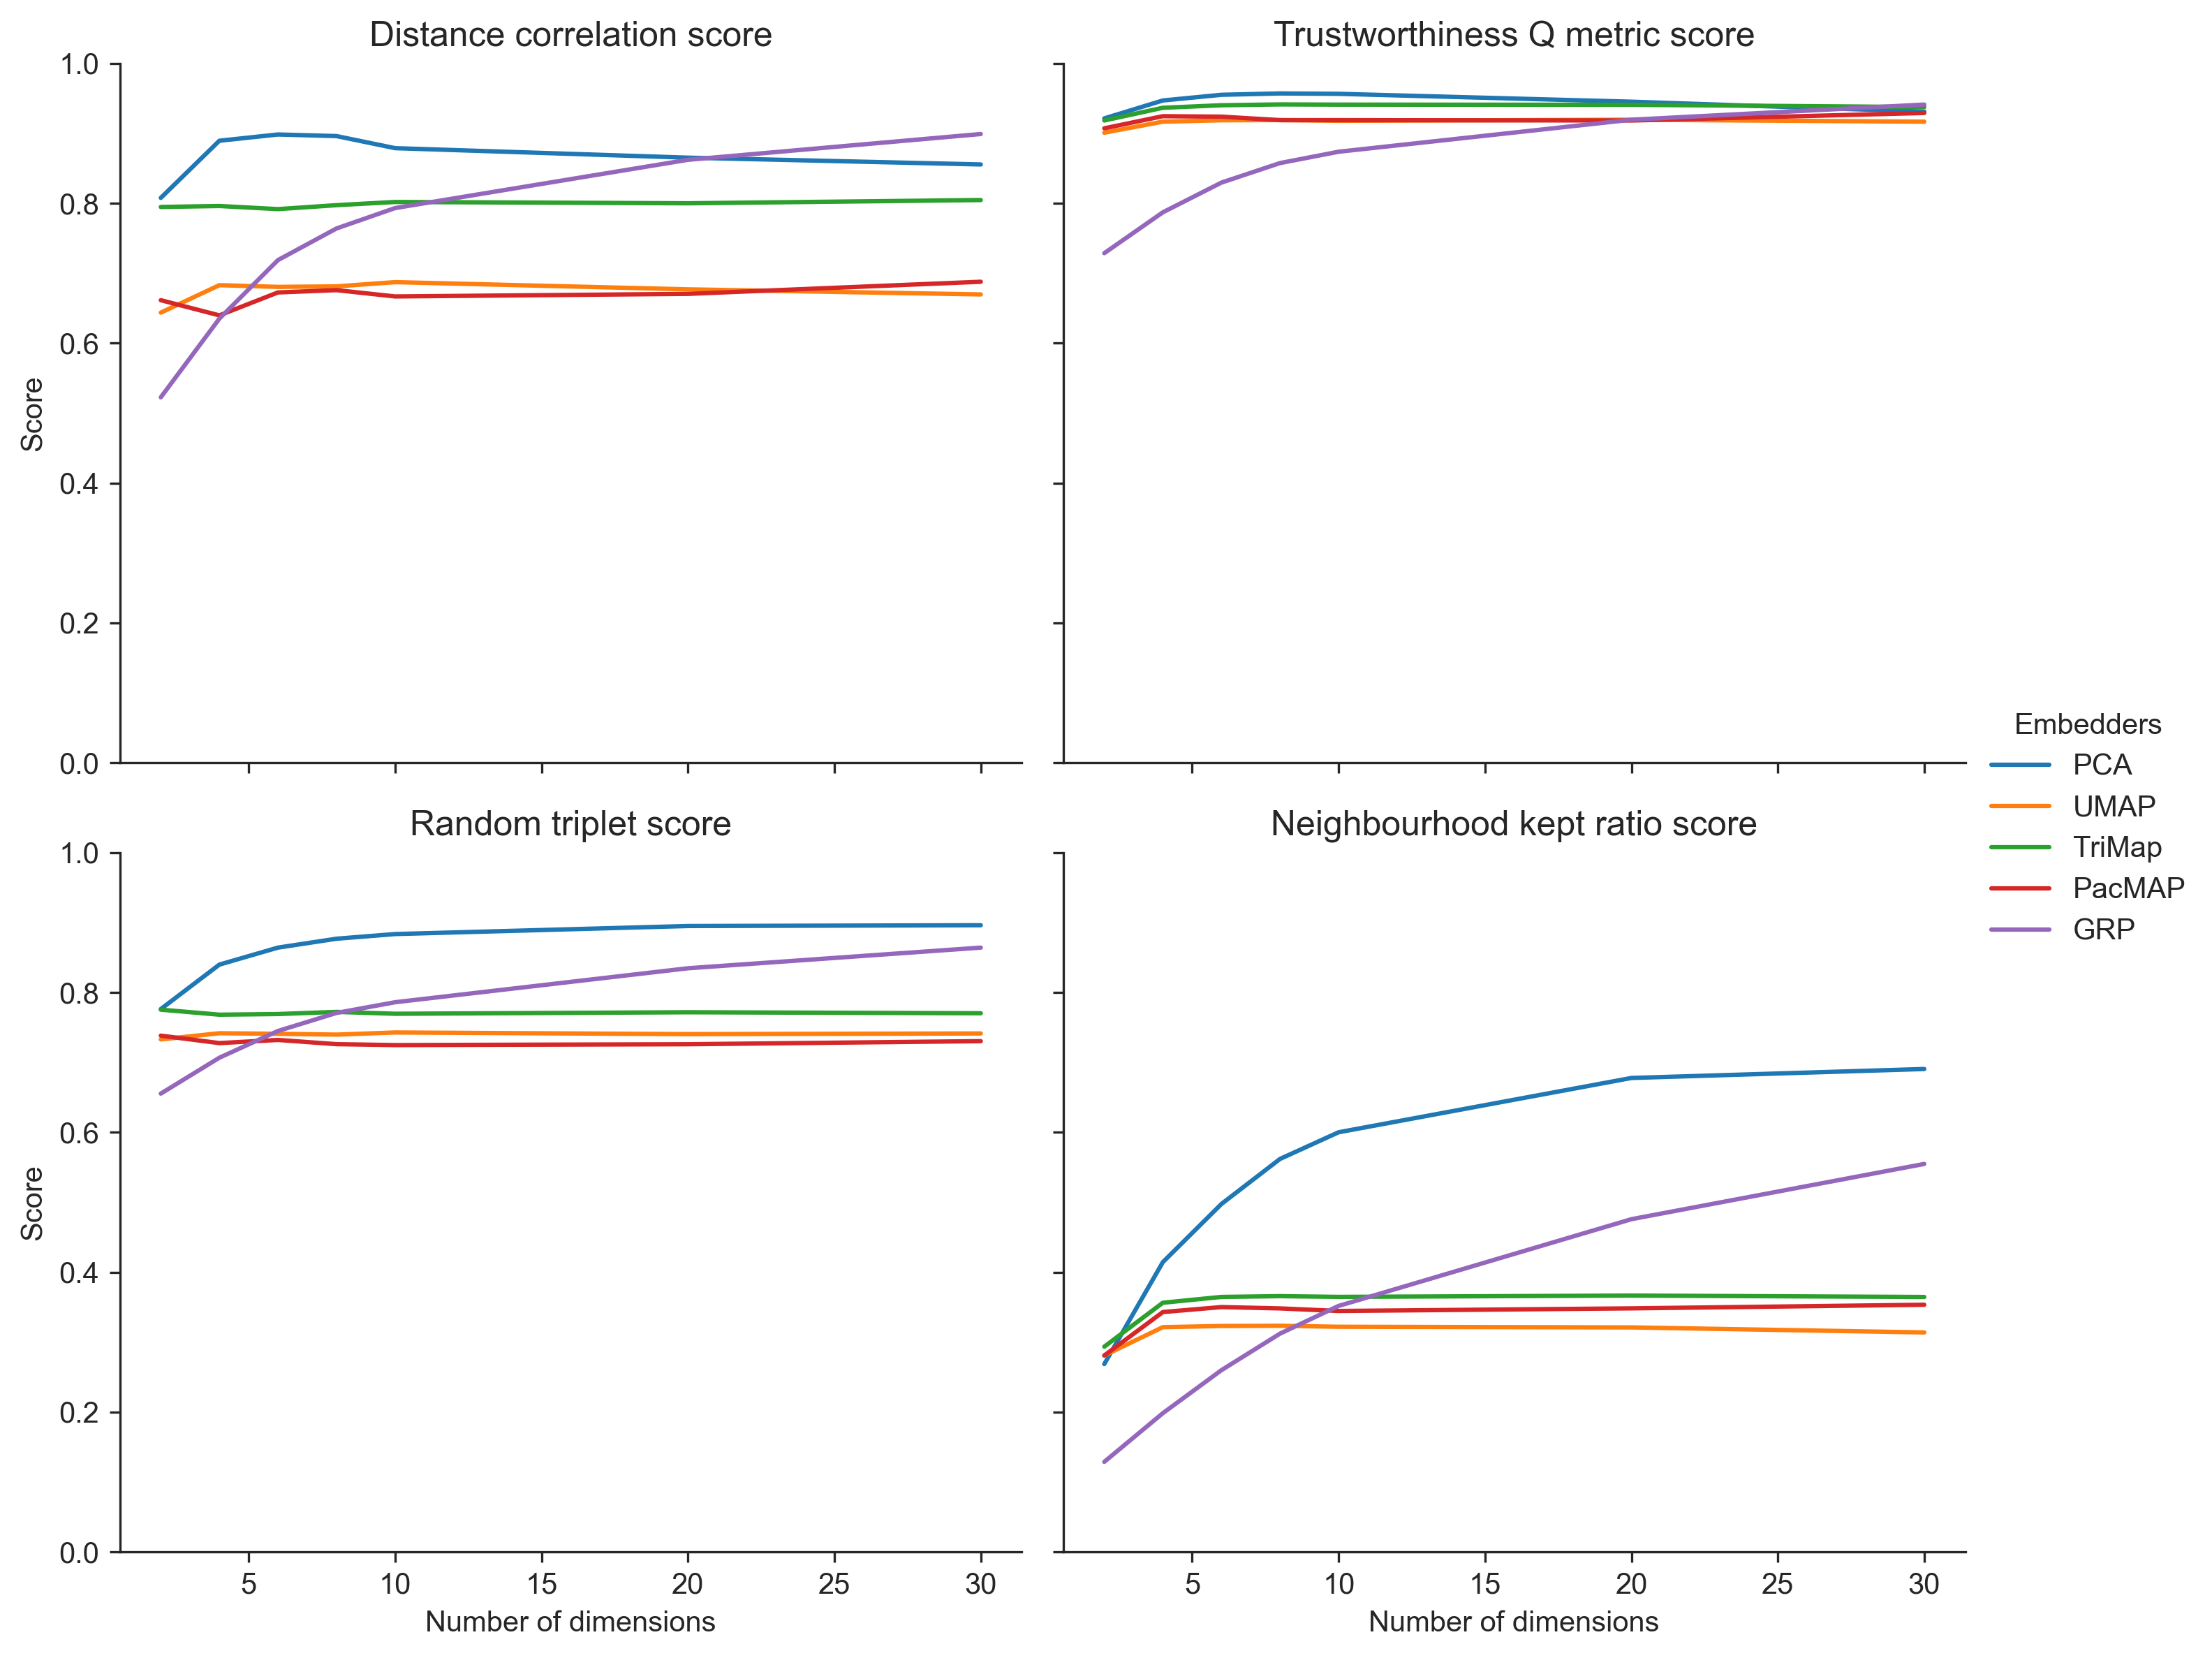 Distance correlation score
Trustworthiness Q metric score
1.0
0.8
0.6
0.4
0.2
0.0
Score
Random triplet score
Neighbourhood kept ratio score
1.0
0.8
0.6
0.4
0.2
0.0
Score
5 10 15 20 25 30
5 10 15 20 25 30
Number of dimensions
Number of dimensions
Embedders
PCA
UMAP
TriMap
PacMAP
GRP